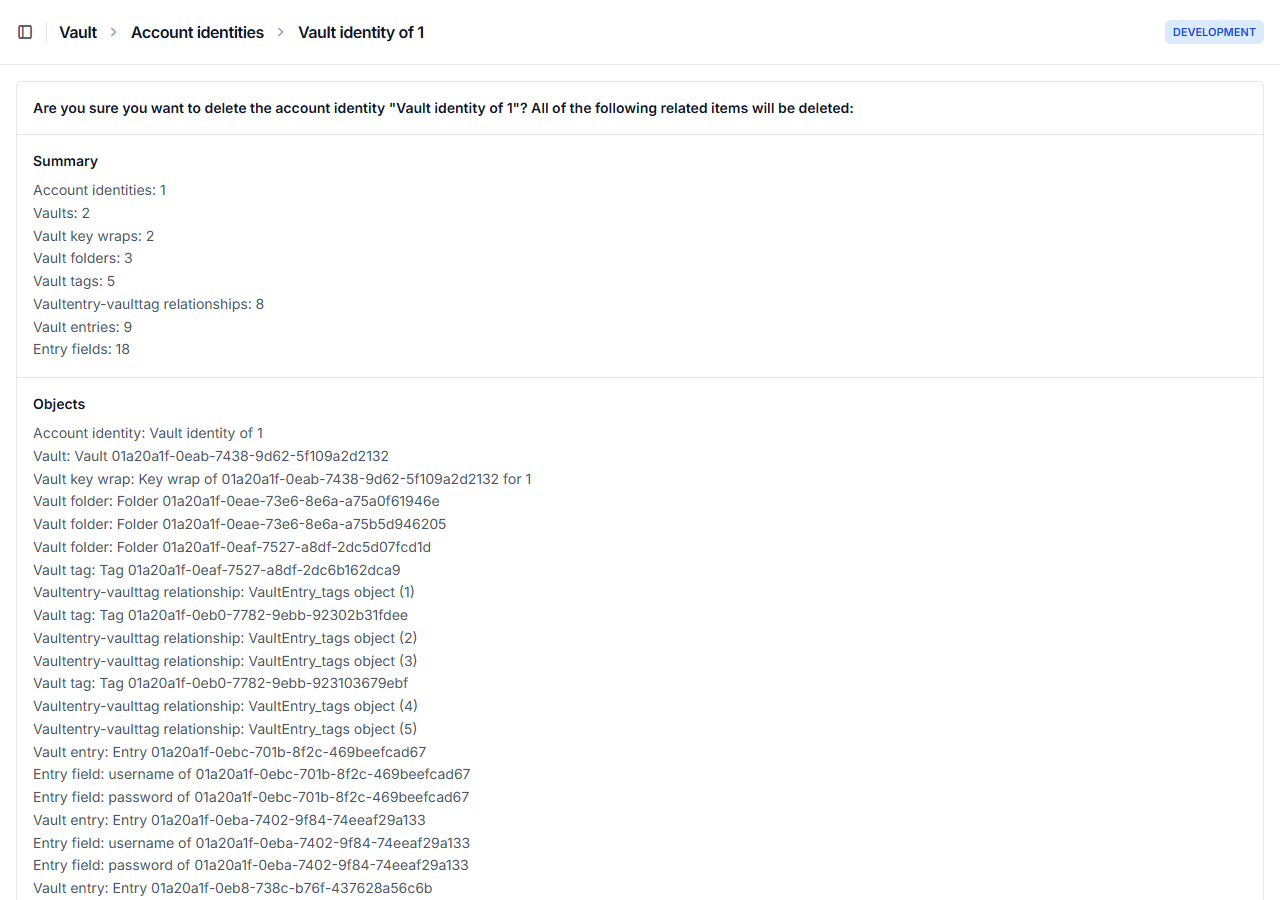 Vault
Account identities
Vault identity of 1
DEVELOPMENT
Are you sure you want to delete the account identity "Vault identity of 1"? All of the following related items will be deleted:
Summary
Account identities: 1
Vaults: 2
Vault key wraps: 2
Vault folders: 3
Vault tags: 5
Vaultentry-vaulttag relationships: 8
Vault entries: 9
Entry fields: 18
Objects
Account identity: Vault identity of 1
Vault: Vault 01a20a1f-0eab-7438-9d62-5f109a2d2132
Vault key wrap: Key wrap of 01a20a1f-0eab-7438-9d62-5f109a2d2132 for 1
Vault folder: Folder 01a20a1f-0eae-73e6-8e6a-a75a0f61946e
Vault folder: Folder 01a20a1f-0eae-73e6-8e6a-a75b5d946205
Vault folder: Folder 01a20a1f-0eaf-7527-a8df-2dc5d07fcd1d
Vault tag: Tag 01a20a1f-0eaf-7527-a8df-2dc6b162dca9
Vaultentry-vaulttag relationship: VaultEntry_tags object (1)
Vault tag: Tag 01a20a1f-0eb0-7782-9ebb-92302b31fdee
Vaultentry-vaulttag relationship: VaultEntry_tags object (2)
Vaultentry-vaulttag relationship: VaultEntry_tags object (3)
Vault tag: Tag 01a20a1f-0eb0-7782-9ebb-923103679ebf
Vaultentry-vaulttag relationship: VaultEntry_tags object (4)
Vaultentry-vaulttag relationship: VaultEntry_tags object (5)
Vault entry: Entry 01a20a1f-0ebc-701b-8f2c-469beefcad67
Entry field: username of 01a20a1f-0ebc-701b-8f2c-469beefcad67
Entry field: password of 01a20a1f-0ebc-701b-8f2c-469beefcad67
Vault entry: Entry 01a20a1f-0eba-7402-9f84-74eeaf29a133
Entry field: username of 01a20a1f-0eba-7402-9f84-74eeaf29a133
Entry field: password of 01a20a1f-0eba-7402-9f84-74eeaf29a133
Vault entry: Entry 01a20a1f-0eb8-738c-b76f-437628a56c6b